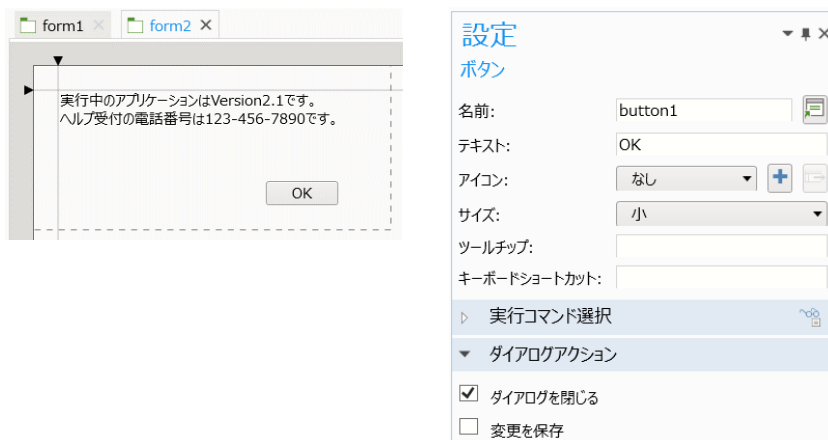 form1
form2
実行中のアプリケーションはVersion2.1です。
ヘルプ受付の電話番号は123-456-7890です。
OK
設定
ボタン
名前: button1
テキスト: OK
アイコン: なし
サイズ: 小
ツールチップ:
キーボードショートカット:
実行コマンド選択
ダイアログアクション
ダイアログを閉じる
変更を保存